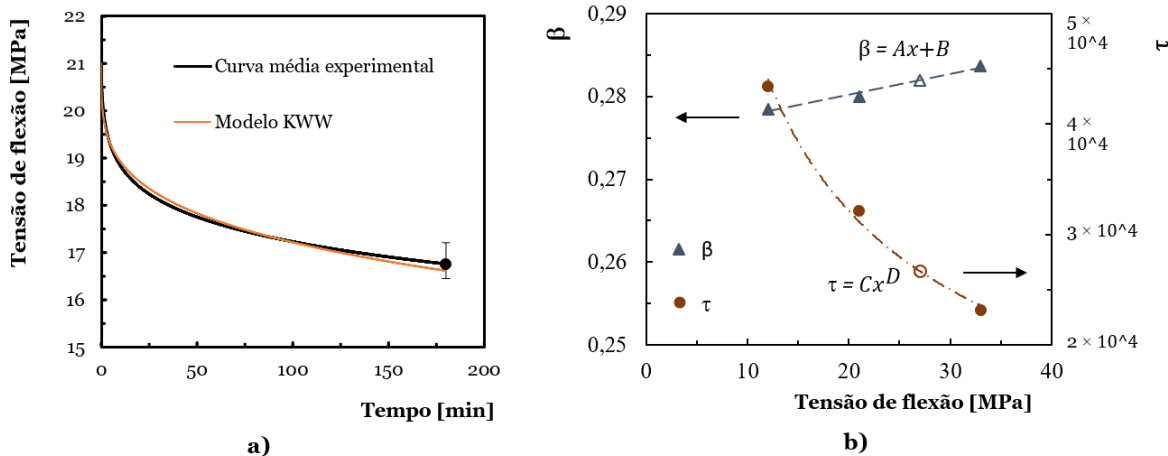 Tensão de flexão [MPa]
22
21
20
19
18
17
16
15
Curva média experimental
Modelo KWW
0
50
100
150
200
Tempo [min]
a)
β
0,29
0,28
0,27
0,26
0,25
β = Ax+B
τ = Cx^D
β
τ
5 ×
10^4
4 ×
10^4
3 × 10^4
2 × 10^4
τ
0
10
20
30
40
Tensão de flexão [MPa]
b)